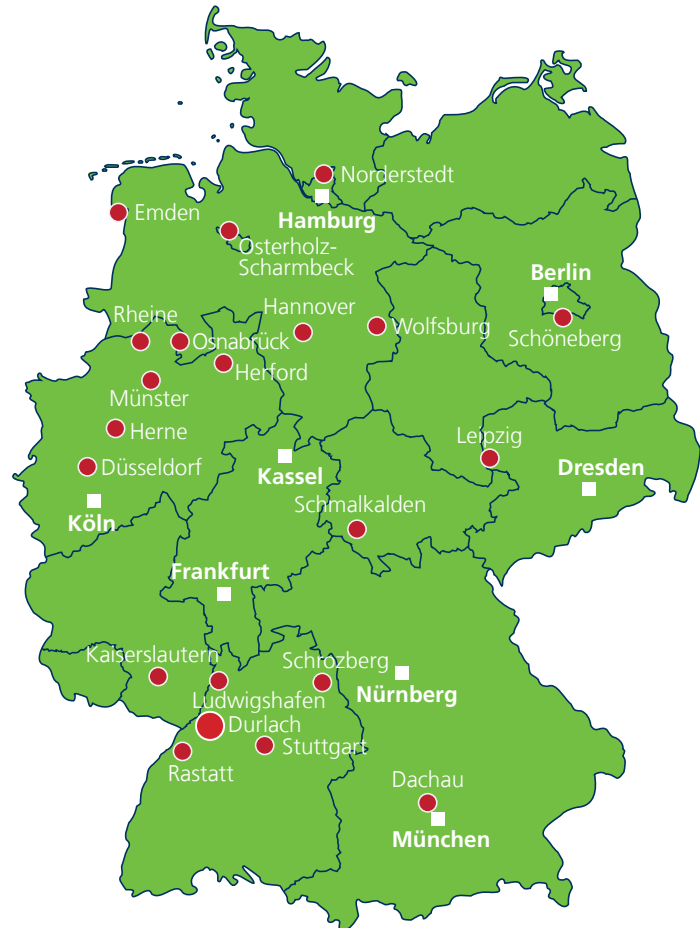 Norderstedt
Hamburg
Emden
Osterholz-
Scharmbeck
Berlin
Schöneberg
Hannover
Wolfsburg
Rheine
Osnabrück
Herford
Münster
Herne
Leipzig
Düsseldorf
Kassel
Dresden
Köln
Schmalkalden
Frankfurt
Kaiserslautern
Schrozberg
Ludwigshafen
Nürnberg
Durlach
Stuttgart
Rastatt
Dachau
München